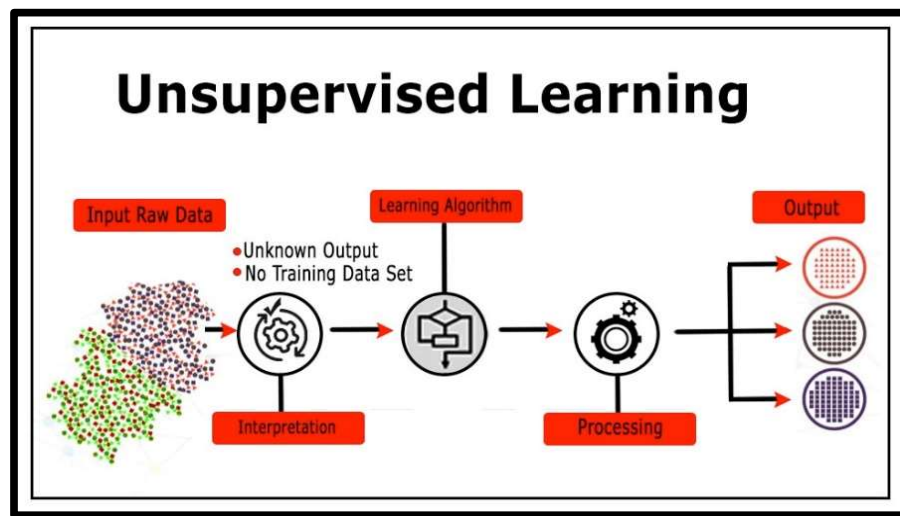 Unsupervised Learning
Input Raw Data
Learning Algorithm
Output
Unknown Output
No Training Data Set
Interpretation
Processing